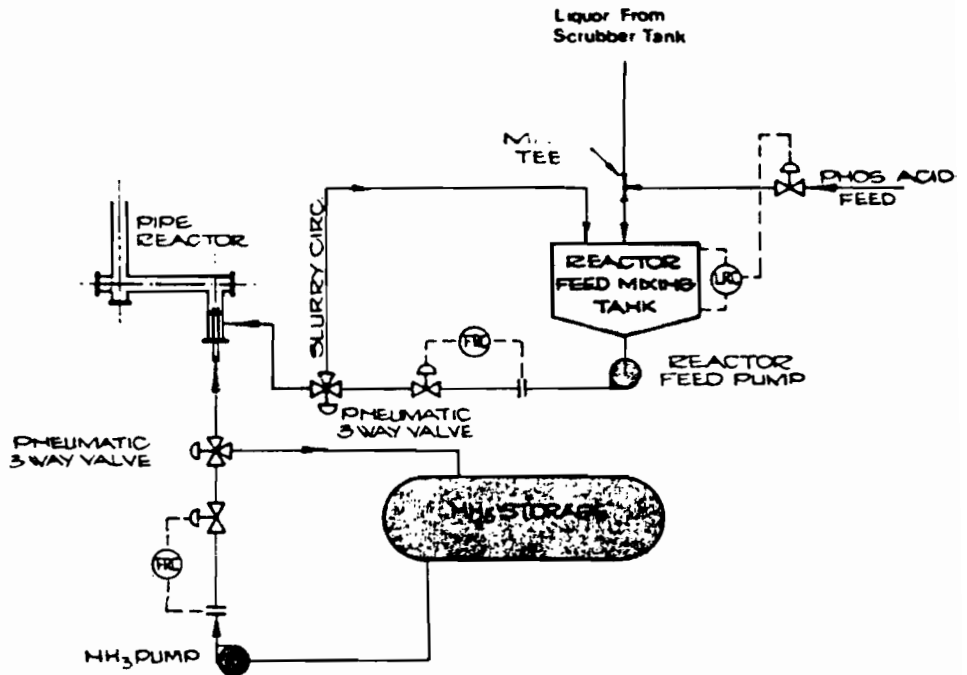 Liquor From
Scrubber Tank
TEE
PHOS ACID
FEED
PIPE
REACTOR
SLURRY CIRC.
REACTOR
FEED MIXING
TANK
LRC
FRC
REACTOR
FEED PUMP
PNEUMATIC
3 WAY VALVE
PNEUMATIC
3 WAY VALVE
STORAGE
FRC
NH3 PUMP